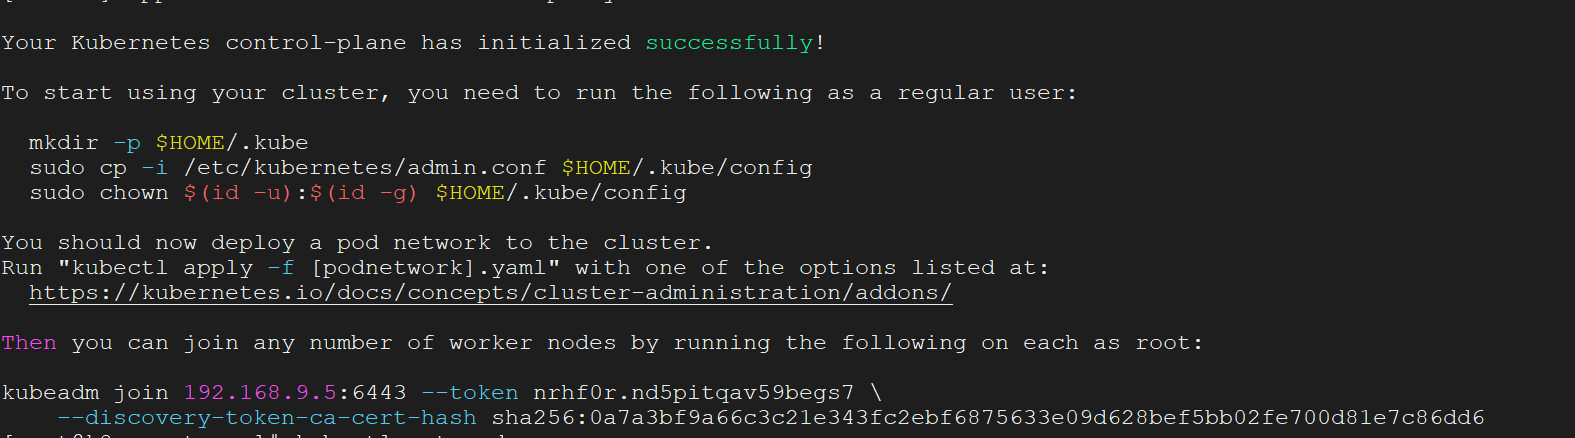 Your Kubernetes control-plane has initialized successfully!
To start using your cluster, you need to run the following as a regular user:
mkdir -p $HOME/.kube
sudo cp -i /etc/kubernetes/admin.conf $HOME/.kube/config
sudo chown $(id -u):$(id -g) $HOME/.kube/config
You should now deploy a pod network to the cluster.
Run "kubectl apply -f [podnetwork].yaml" with one of the options listed at:
https://kubernetes.io/docs/concepts/cluster-administration/addons/
Then you can join any number of worker nodes by running the following on each as root:
kubeadm join 192.168.9.5:6443 --token nrhf0r.nd5pitqav59begs7 \
--discovery-token-ca-cert-hash sha256:0a7a3bf9a66c3c21e343fc2ebf6875633e09d628bef5bb02fe700d81e7c86dd6